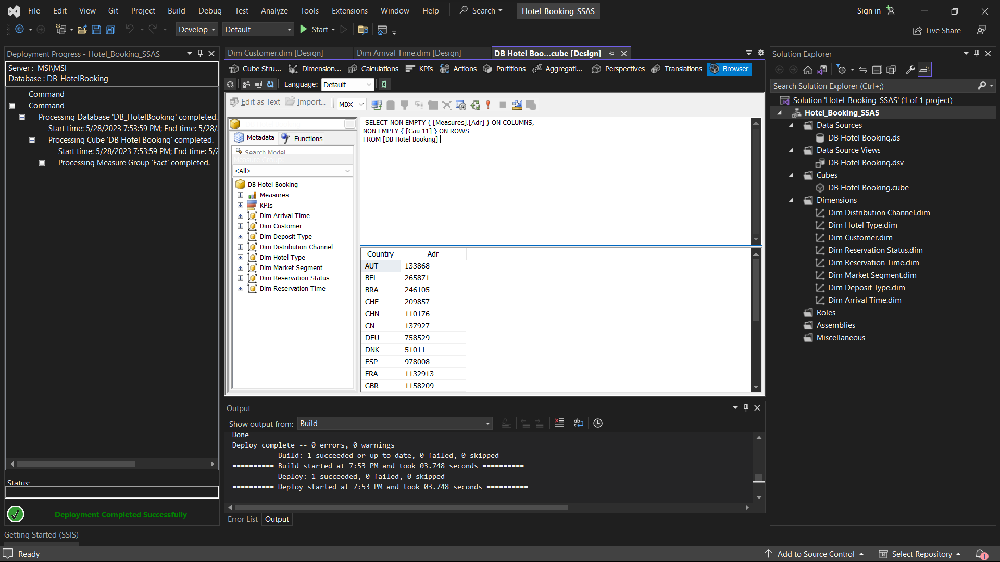 File Edit View Git Project Build Debug Test Analyze Tools Extensions Window Help Search Hotel_Booking_SSAS Sign in
Develop Default Start Live Share
Deployment Progress - Hotel_Booking_SSAS
Server : MSI\MSI
Database : DB_HotelBooking
Command
Command
Processing Database 'DB_HotelBooking' completed.
Start time: 5/28/2023 7:53:59 PM; End time: 5/28/
Processing Cube 'DB Hotel Booking' completed.
Start time: 5/28/2023 7:53:59 PM; End time: 5/2
Processing Measure Group 'Fact' completed.
Status:
Deployment Completed Successfully
Getting Started (SSIS)
Dim Customer.dim [Design] Dim Arrival Time.dim [Design] DB Hotel Boo...cube [Design]
Cube Stru... Dimension... Calculations KPIs Actions Partitions Aggregati... Perspectives Translations Browser
Language: Default
Edit as Text Import... MDX
Metadata Functions
Search Model
Measure Group:
<All>
DB Hotel Booking
Measures
KPIs
Dim Arrival Time
Dim Customer
Dim Deposit Type
Dim Distribution Channel
Dim Hotel Type
Dim Market Segment
Dim Reservation Status
Dim Reservation Time
SELECT NON EMPTY { [Measures].[Adr] } ON COLUMNS,
NON EMPTY { [Cau 11] } ON ROWS
FROM [DB Hotel Booking]
Country Adr
AUT 133868
BEL 265871
BRA 246105
CHE 209857
CHN 110176
CN 137927
DEU 758529
DNK 51011
ESP 978008
FRA 1132913
GBR 1158209
Output
Show output from: Build
Done
Deploy complete -- 0 errors, 0 warnings
========== Build: 1 succeeded or up-to-date, 0 failed, 0 skipped ==========
========== Build started at 7:53 PM and took 03.748 seconds ==========
========== Deploy: 1 succeeded, 0 failed, 0 skipped ==========
========== Deploy started at 7:53 PM and took 03.748 seconds ==========
Error List Output
Solution Explorer
Search Solution Explorer (Ctrl+;)
Solution 'Hotel_Booking_SSAS' (1 of 1 project)
Hotel_Booking_SSAS
Data Sources
DB Hotel Booking.ds
Data Source Views
DB Hotel Booking.dsv
Cubes
DB Hotel Booking.cube
Dimensions
Dim Distribution Channel.dim
Dim Hotel Type.dim
Dim Customer.dim
Dim Reservation Status.dim
Dim Reservation Time.dim
Dim Market Segment.dim
Dim Deposit Type.dim
Dim Arrival Time.dim
Roles
Assemblies
Miscellaneous
Ready Add to Source Control Select Repository 1